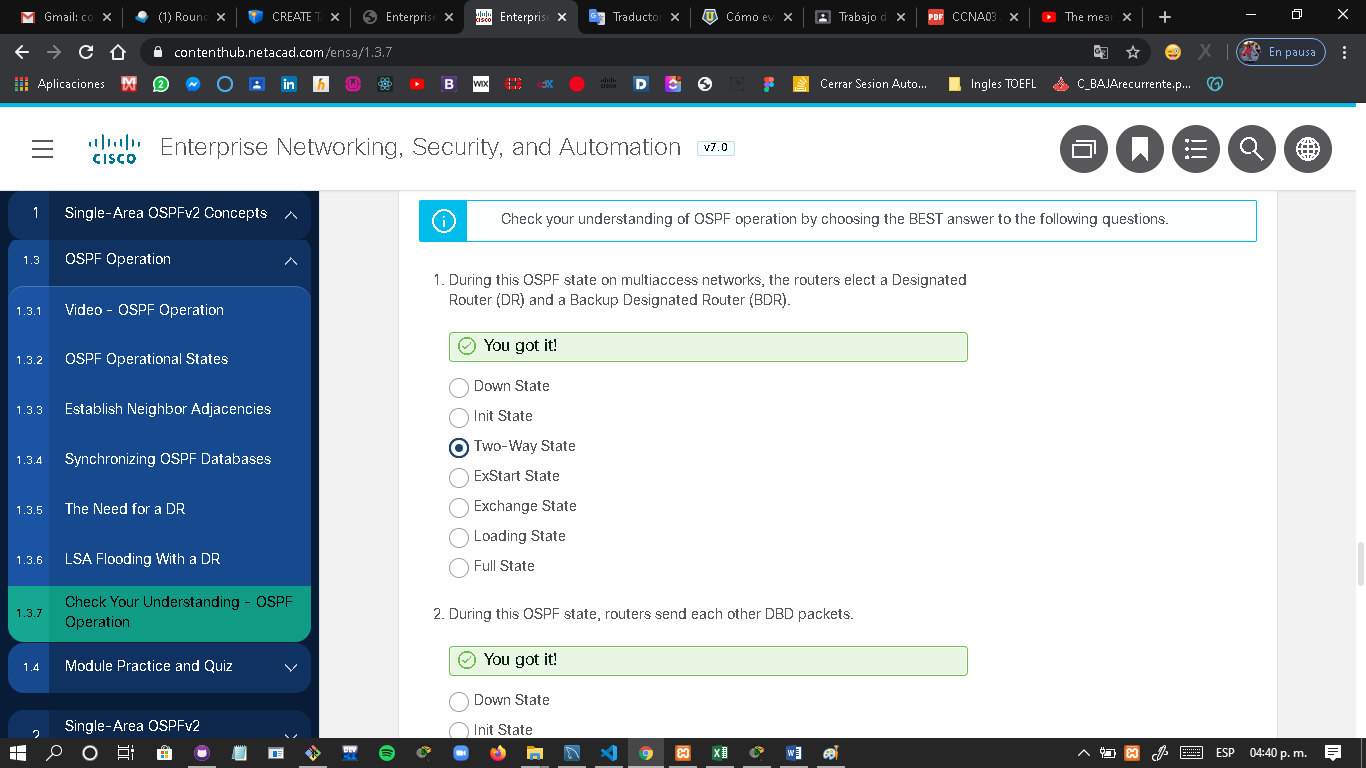 Gmail: co
(1) Round
CREATE T
Enterprise
Enterprise
Traductor
Cómo ev
Trabajo d
PDF
CCNA03
The mear
contenthub.netacad.com/ensa/1.3.7
En pausa
Aplicaciones
WIX
Cerrar Sesion Auto...
Ingles TOEFL
C_BAJArecurrente.p...
CISCO
Enterprise Networking, Security, and Automation
v7.0
1 Single-Area OSPFv2 Concepts
1.3 OSPF Operation
1.3.1 Video - OSPF Operation
1.3.2 OSPF Operational States
1.3.3 Establish Neighbor Adjacencies
1.3.4 Synchronizing OSPF Databases
1.3.5 The Need for a DR
1.3.6 LSA Flooding With a DR
1.3.7 Check Your Understanding - OSPF
Operation
1.4 Module Practice and Quiz
2 Single-Area OSPFv2
Check your understanding of OSPF operation by choosing the BEST answer to the following questions.
1. During this OSPF state on multiaccess networks, the routers elect a Designated
Router (DR) and a Backup Designated Router (BDR).
You got it!
Down State
Init State
Two-Way State
ExStart State
Exchange State
Loading State
Full State
2. During this OSPF state, routers send each other DBD packets.
You got it!
Down State
Init State
ESP
04:40 p. m.